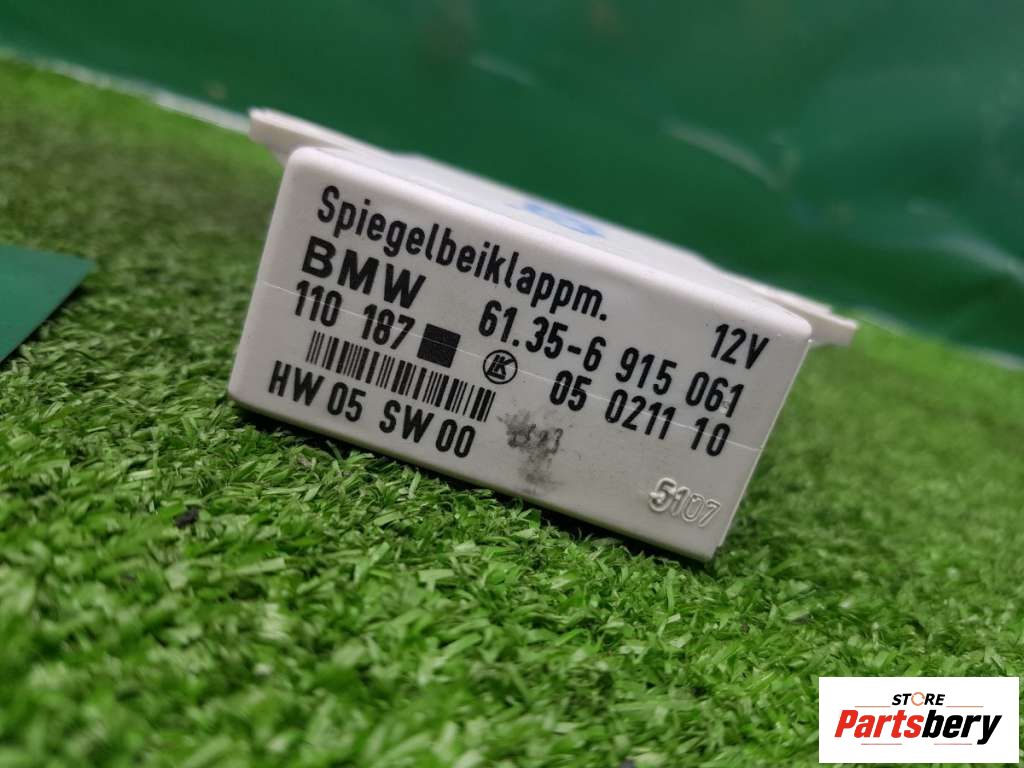 Spiegelbeiklappm. 12V
BMW 61.35-6 915 061
110 187 LK 05 0211 10
HW 05 SW 00
5107
STORE
Partsbery